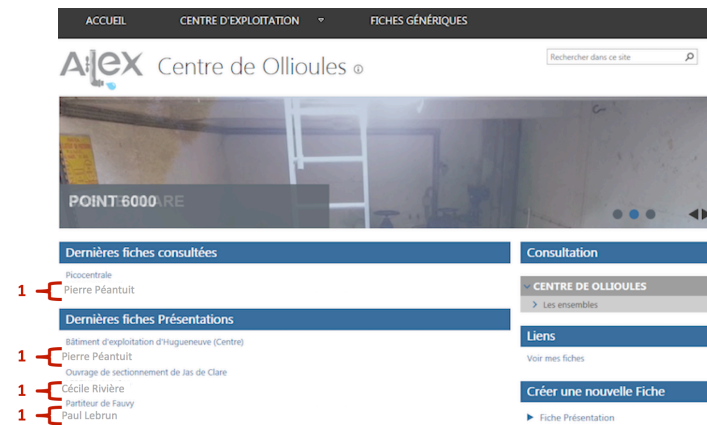 ACCUEIL CENTRE D'EXPLOITATION FICHES GÉNÉRIQUES
Alex Centre de Ollioules
Rechercher dans ce site
POINT 6000
Dernières fiches consultées
Picocentrale
1 Pierre Péantuit
Dernières fiches Présentations
Bâtiment d'exploitation d'Hugueneuve (Centre)
1 Pierre Péantuit
Ouvrage de sectionnement de Jas de Clare
1 Cécile Rivière
Partiteur de Fauvy
1 Paul Lebrun
Consultation
CENTRE DE OLLIOULES
Les ensembles
Liens
Voir mes fiches
Créer une nouvelle Fiche
Fiche Présentation